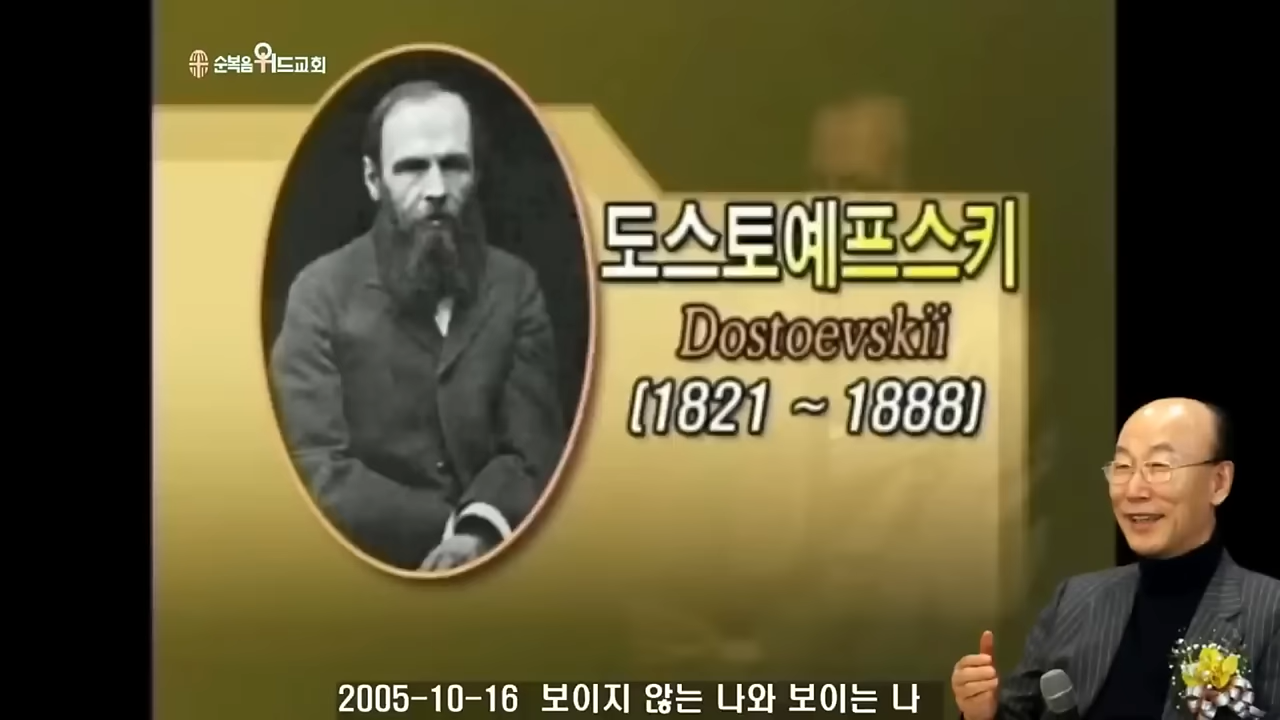 순복음워드교회
도스토예프스키
Dostoevskii
(1821 ~ 1888)
2005-10-16 보이지 않는 나와 보이는 나